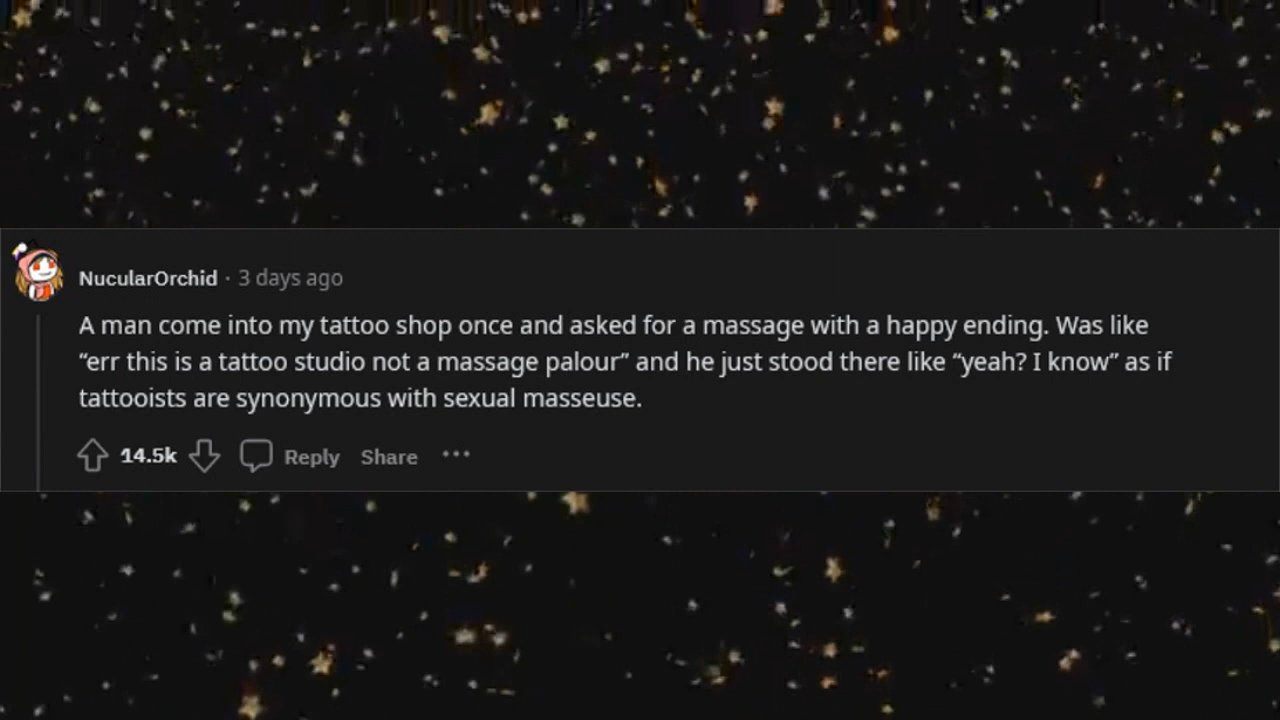 NucularOrchid · 3 days ago
A man come into my tattoo shop once and asked for a massage with a happy ending. Was like
“err this is a tattoo studio not a massage palour” and he just stood there like “yeah? I know” as if
tattooists are synonymous with sexual masseuse.
14.5k Reply Share ···